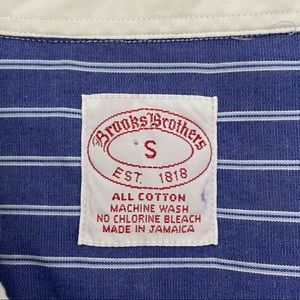 Brooks Brothers
S
EST. 1818
ALL COTTON
MACHINE WASH
NO CHLORINE BLEACH
MADE IN JAMAICA